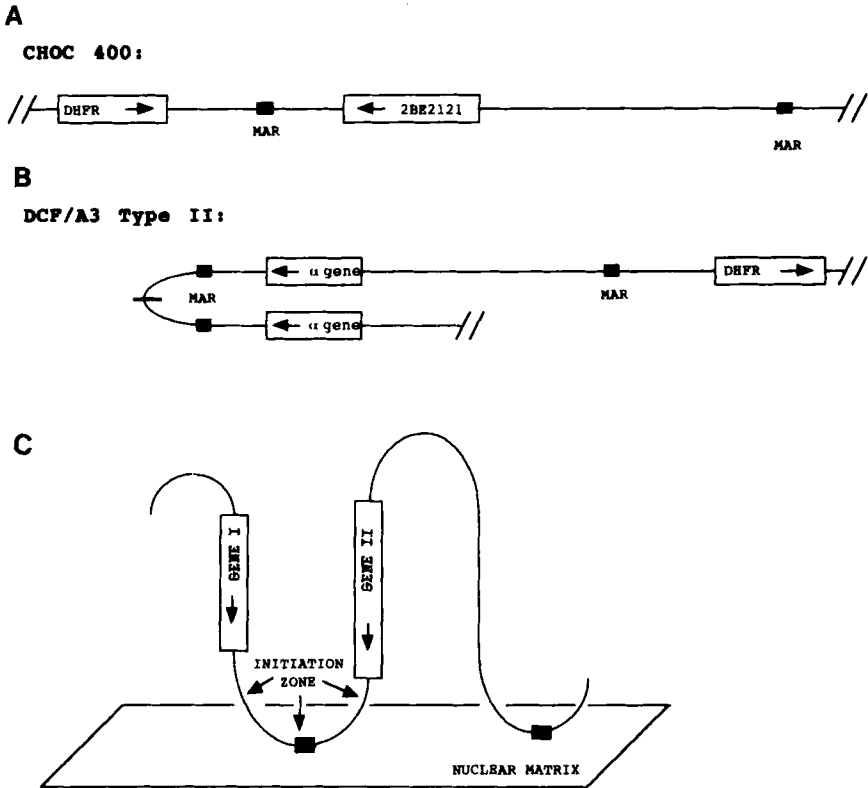 A
CHOC 400:
DHFR
2BE2121
MAR
MAR
B
DCF/A3 Type II:
α gene
DHFR
MAR
MAR
α gene
C
GENE I
GENE II
INITIATION
ZONE
NUCLEAR MATRIX